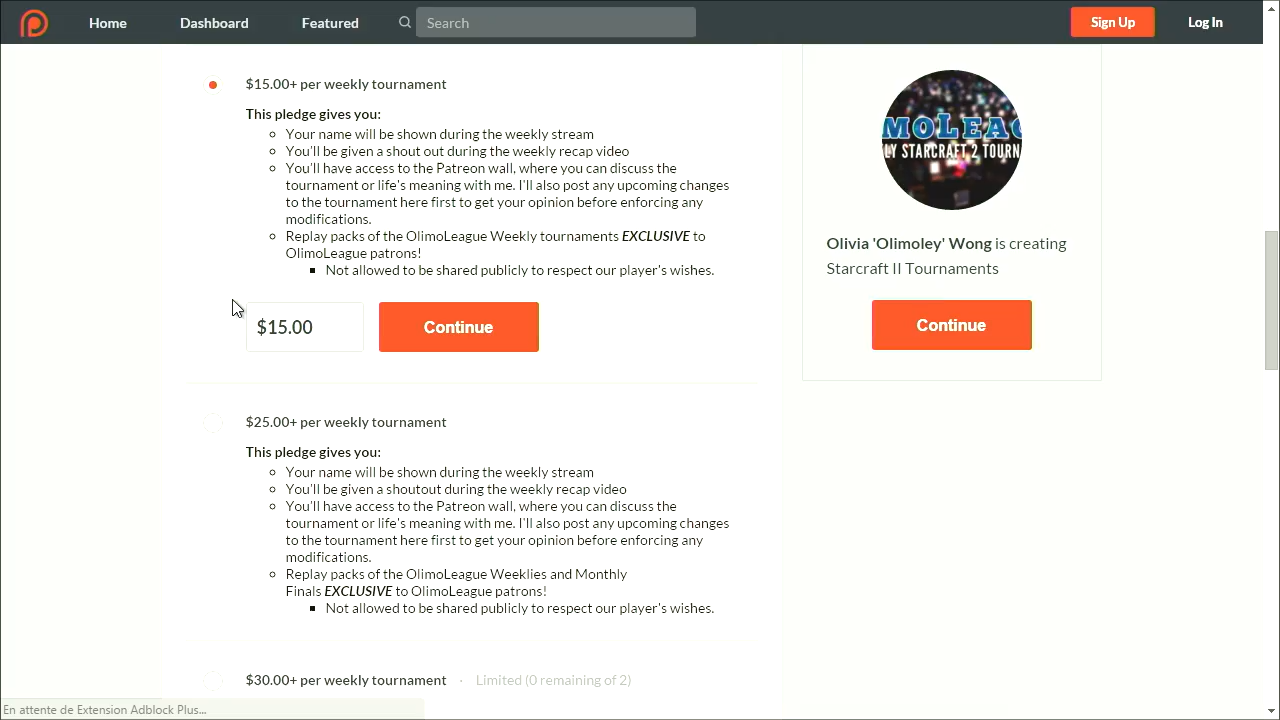 Home
Dashboard
Featured
Search
Sign Up
Log In
$15.00+ per weekly tournament
This pledge gives you:
Your name will be shown during the weekly stream
You'll be given a shout out during the weekly recap video
You'll have access to the Patreon wall, where you can discuss the
tournament or life's meaning with me. I'll also post any upcoming changes
to the tournament here first to get your opinion before enforcing any
modifications.
Replay packs of the OlimoLeague Weekly tournaments EXCLUSIVE to
OlimoLeague patrons!
Not allowed to be shared publicly to respect our player's wishes.
$15.00
Continue
$25.00+ per weekly tournament
This pledge gives you:
Your name will be shown during the weekly stream
You'll be given a shoutout during the weekly recap video
You'll have access to the Patreon wall, where you can discuss the
tournament or life's meaning with me. I'll also post any upcoming changes
to the tournament here first to get your opinion before enforcing any
modifications.
Replay packs of the OlimoLeague Weeklies and Monthly
Finals EXCLUSIVE to OlimoLeague patrons!
Not allowed to be shared publicly to respect our player's wishes.
$30.00+ per weekly tournament · Limited (0 remaining of 2)
MOLEAG
LY STARCRAFT 2 TOURN
Olivia 'Olimoley' Wong is creating
Starcraft II Tournaments
Continue
En attente de Extension Adblock Plus...